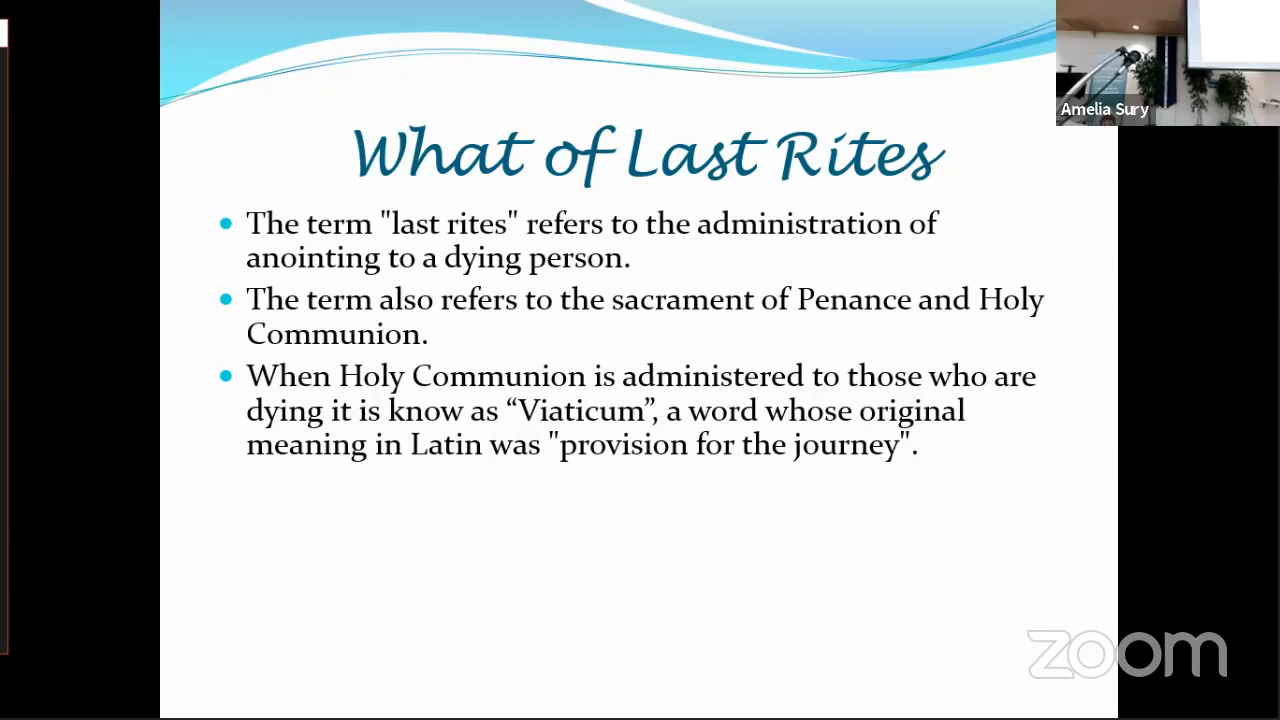 Amelia Sury
What of Last Rites
The term "last rites" refers to the administration of
anointing to a dying person.
The term also refers to the sacrament of Penance and Holy
Communion.
When Holy Communion is administered to those who are
dying it is know as “Viaticum”, a word whose original
meaning in Latin was "provision for the journey".
zoom